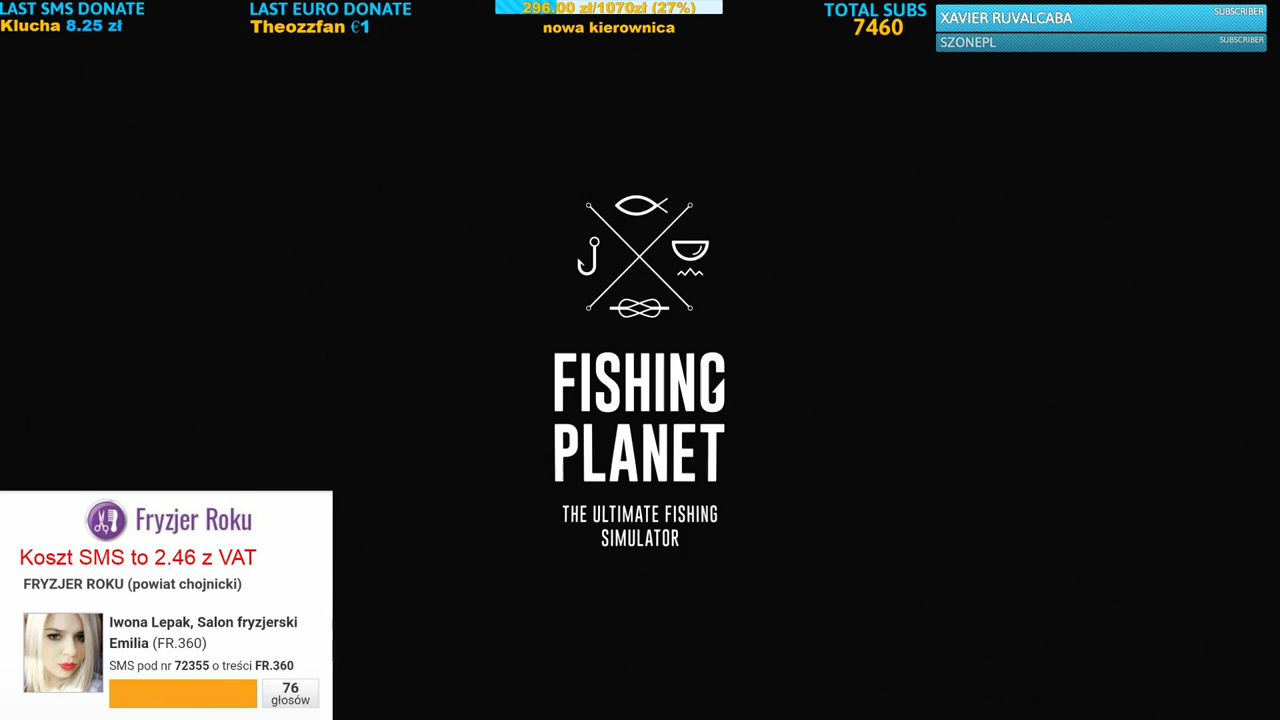 LAST SMS DONATE
Klucha 8.25 zł
LAST EURO DONATE
Theozzfan €1
296.00 zł/1070zł (27%)
nowa kierownica
TOTAL SUBS
7460
XAVIER RUVALCABA SUBSCRIBER
SZONEPL SUBSCRIBER
FISHING
PLANET
THE ULTIMATE FISHING
SIMULATOR
Fryzjer Roku
Koszt SMS to 2.46 z VAT
FRYZJER ROKU (powiat chojnicki)
Iwona Lepak, Salon fryzjerski
Emilia (FR.360)
SMS pod nr 72355 o treści FR.360
76
głosów